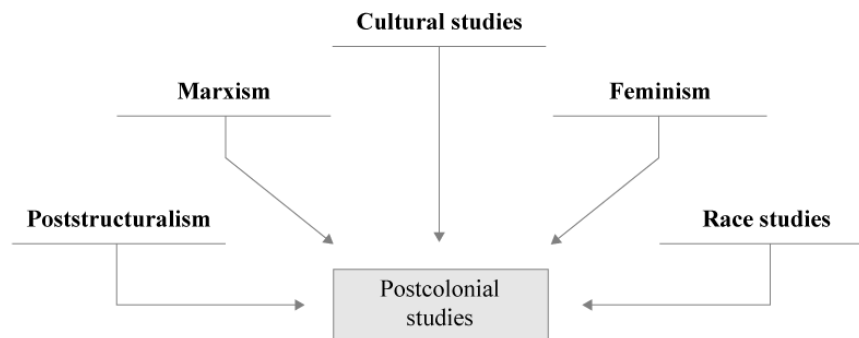 Cultural studies
Marxism
Feminism
Poststructuralism
Race studies
Postcolonial
studies